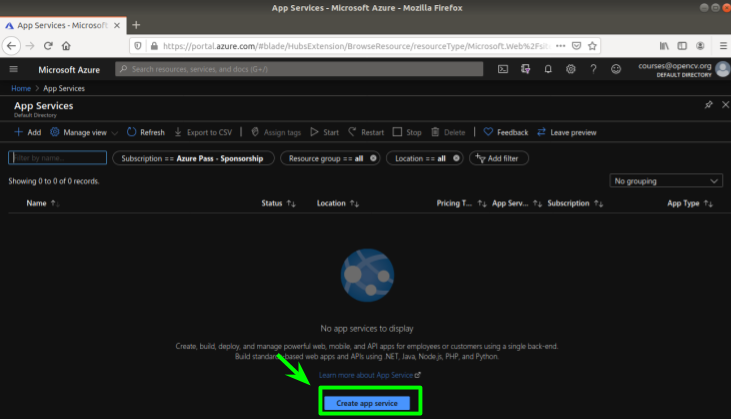 App Services - Microsoft Azure - Mozilla Firefox
App Services - Microsoft
https://portal.azure.com/#blade/HubsExtension/BrowseResource/resourceType/Microsoft.Web%2Fsit
Microsoft Azure
Search resources, services, and docs (G+/)
courses@opencv.org
DEFAULT DIRECTORY
Home > App Services
App Services
Default Directory
Add Manage view Refresh Export to CSV Assign tags Start Restart Stop Delete Feedback Leave preview
Filter by name...
Subscription == Azure Pass - Sponsorship
Resource group == all
Location == all
Add filter
Showing 0 to 0 of 0 records.
No grouping
Name Status Location Pricing T... App Serv... Subscription App Type
No app services to display
Create, build, deploy, and manage powerful web, mobile, and API apps for employees or customers using a single back-end.
Build standards-based web apps and APIs using .NET, Java, Node.js, PHP, and Python.
Learn more about App Service
Create app service